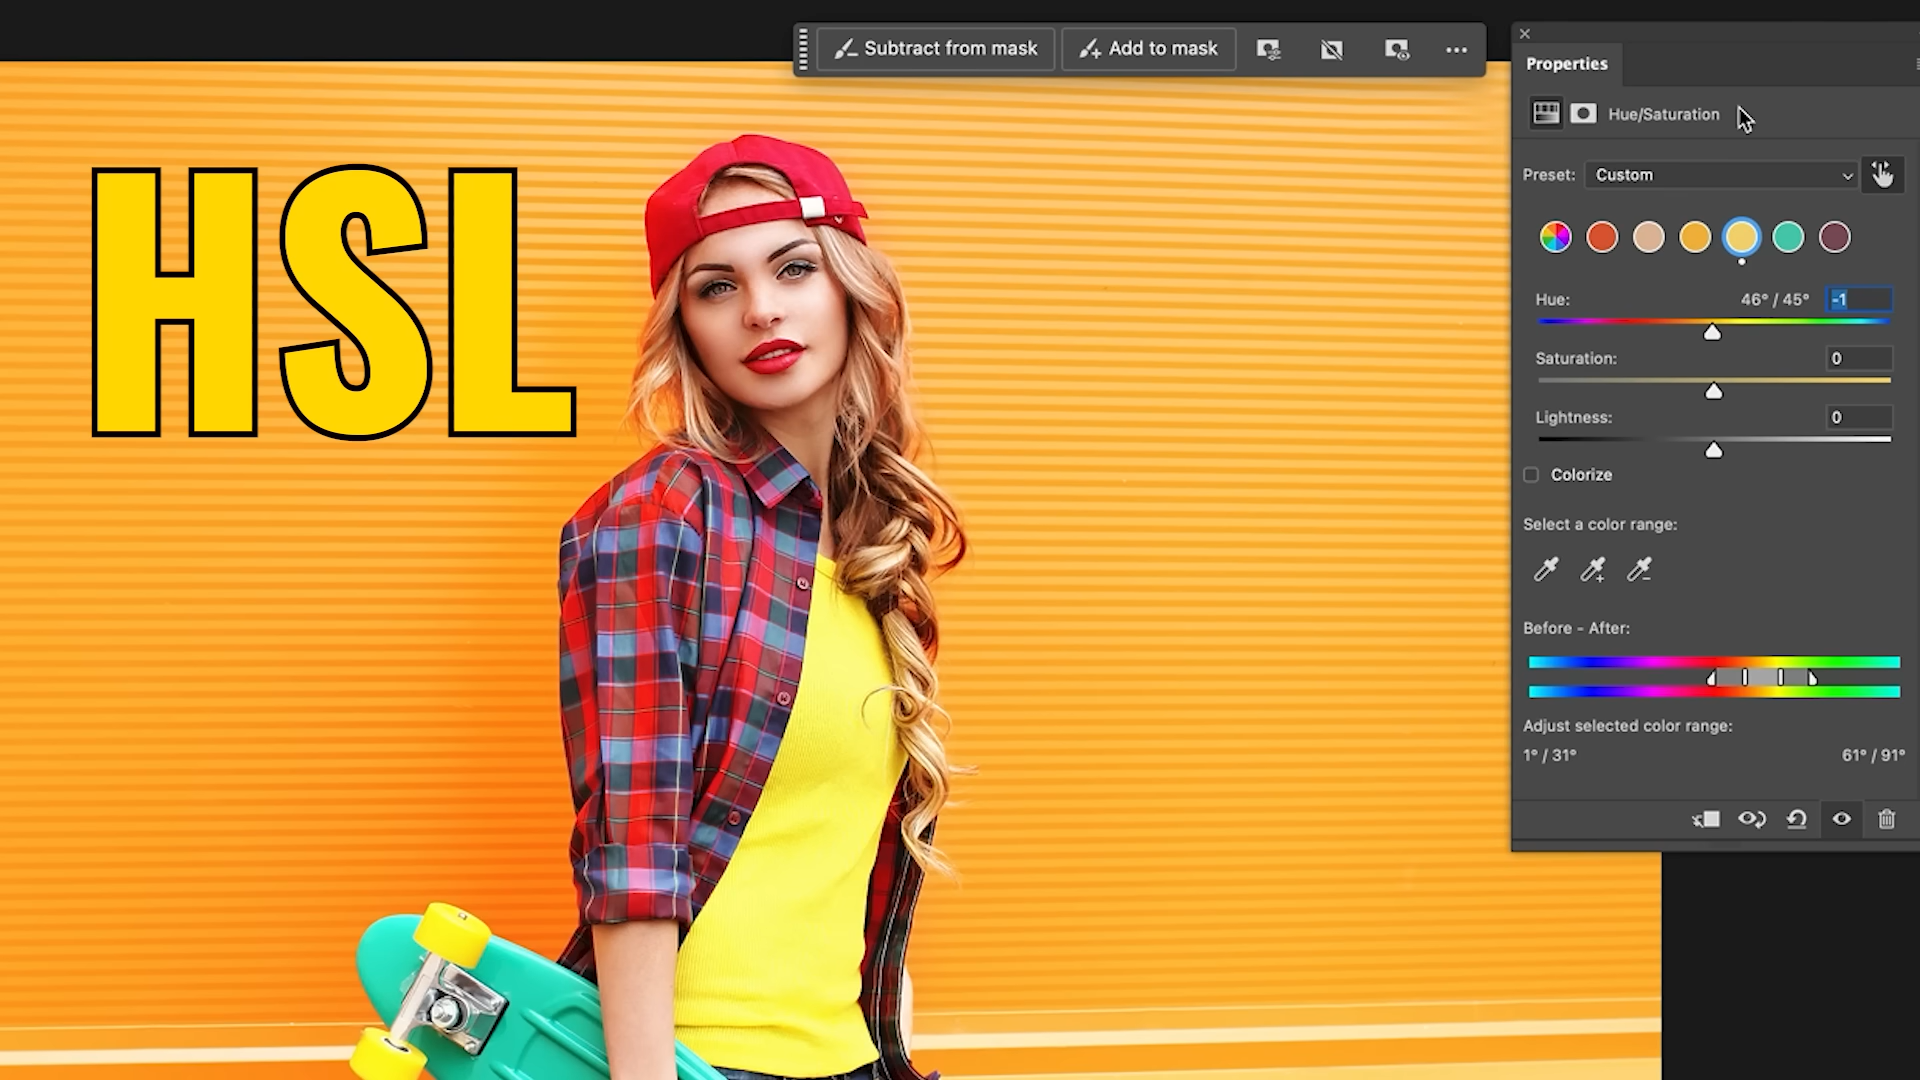 Subtract from mask
Add to mask
Properties
Hue/Saturation
HSL
Preset:
Custom
Hue:
46° / 45°
-1
Saturation:
0
Lightness:
0
Colorize
Select a color range:
Before - After:
Adjust selected color range:
1° / 31°
61° / 91°